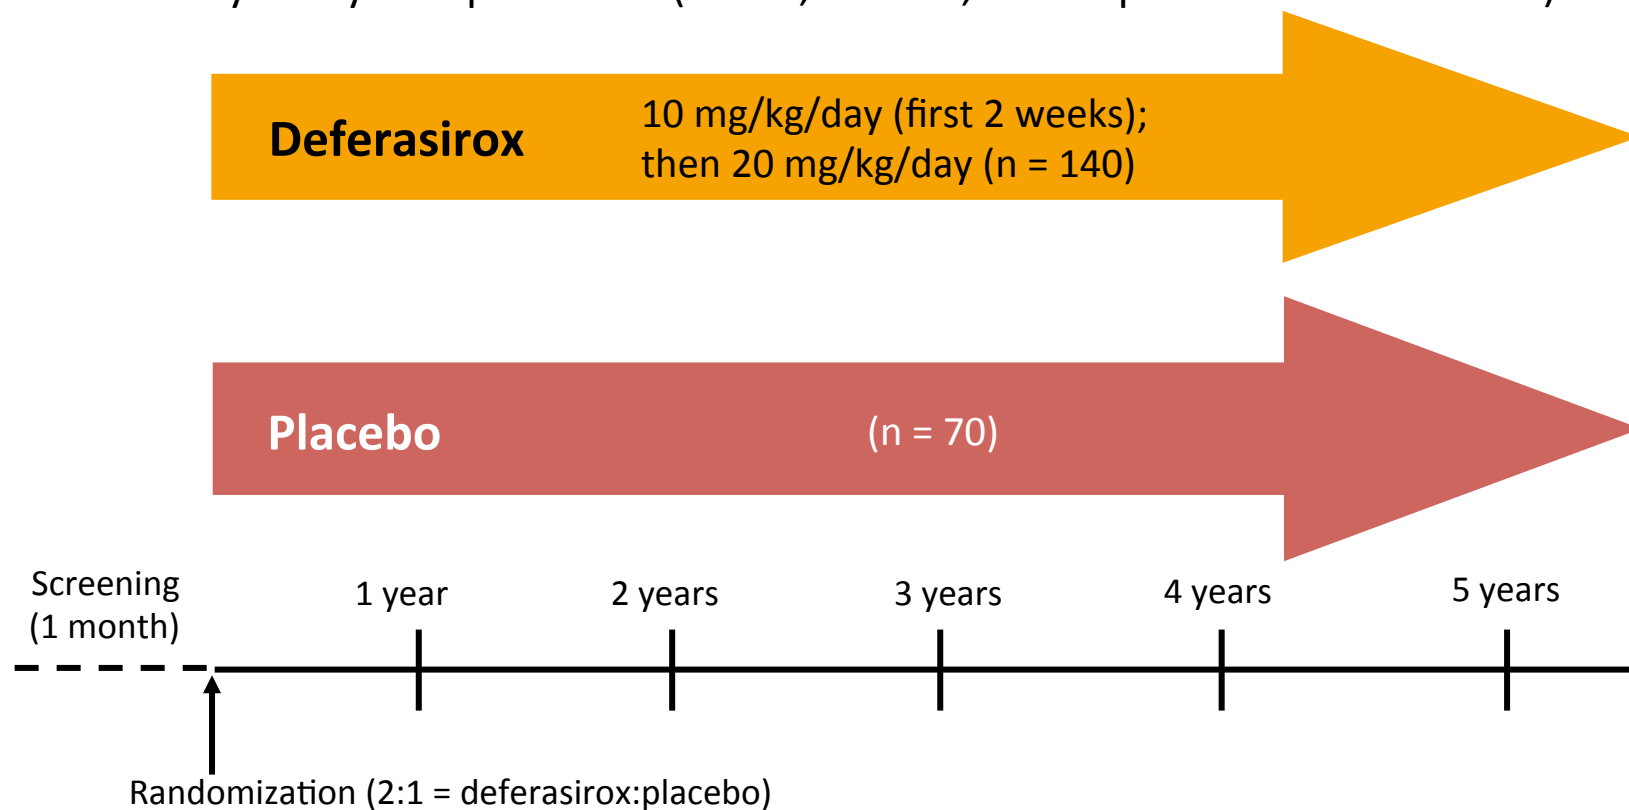 Deferasirox
10 mg/kg/day (first 2 weeks);
then 20 mg/kg/day (n = 140)
Placebo
(n = 70)
Screening
(1 month)
1 year
2 years
3 years
4 years
5 years
Randomization (2:1 = deferasirox:placebo)